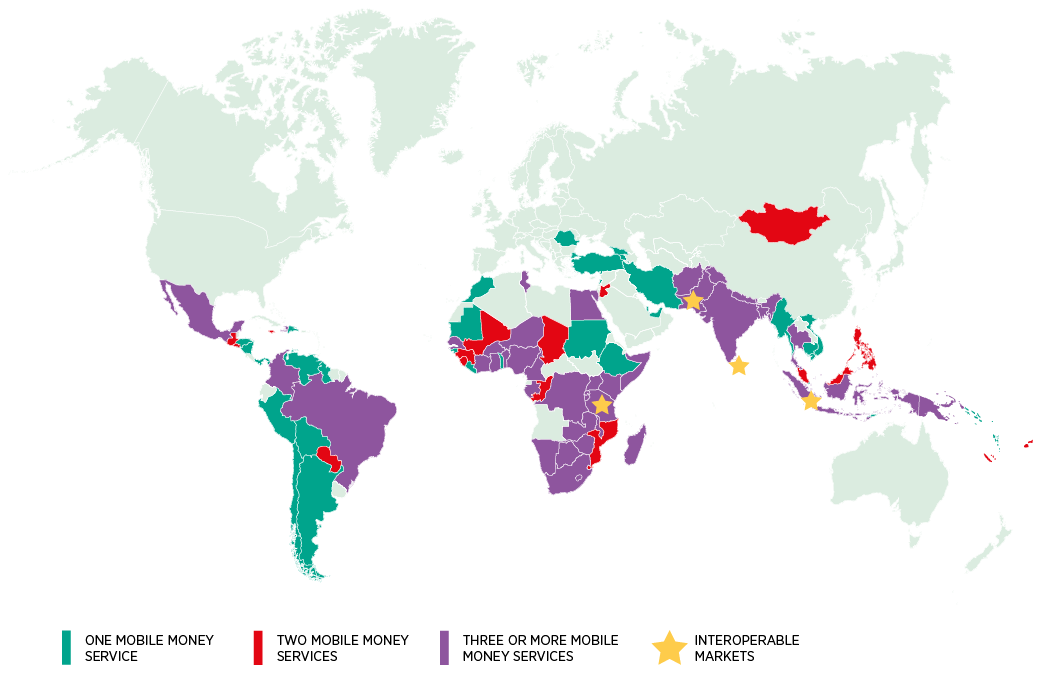 ONE MOBILE MONEY
SERVICE
TWO MOBILE MONEY
SERVICES
THREE OR MORE MOBILE
MONEY SERVICES
INTEROPERABLE
MARKETS